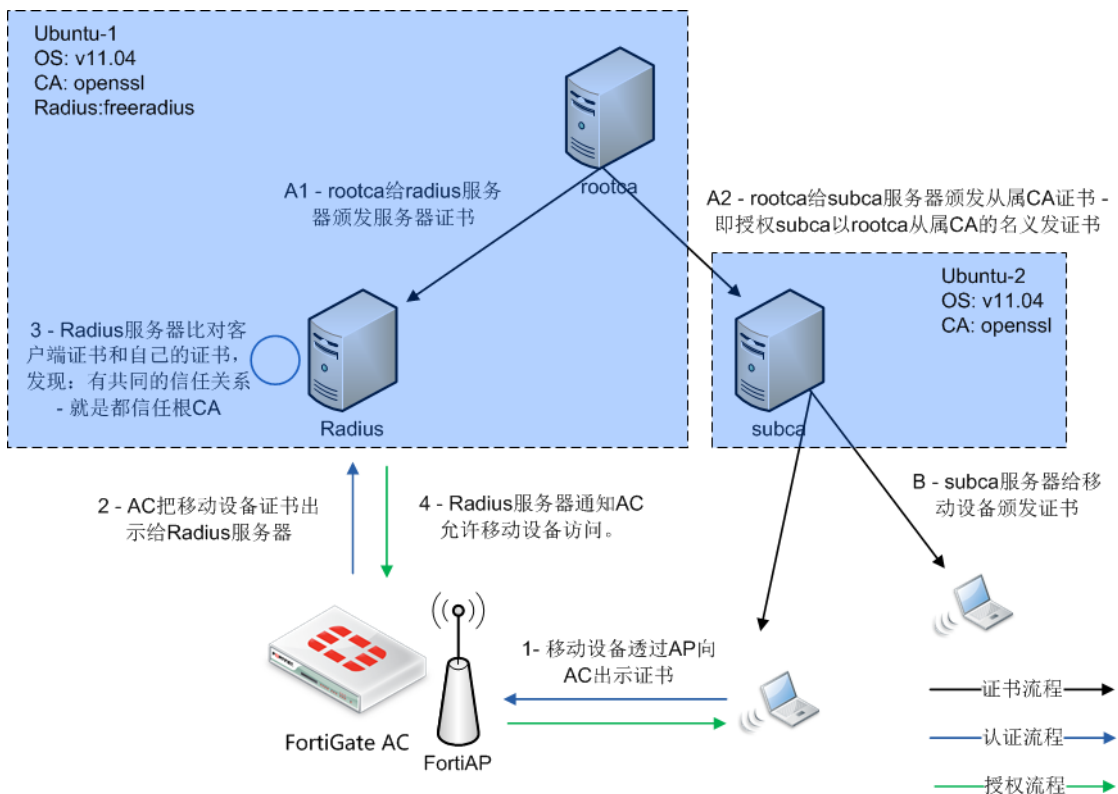 Ubuntu-1
OS: v11.04
CA: openssl
Radius:freeradius
rootca
A1 - rootca给radius服务
器颁发服务器证书
A2 - rootca给subca服务器颁发从属CA证书 -
即授权subca以rootca从属CA的名义发证书
Ubuntu-2
OS: v11.04
CA: openssl
3 - Radius服务器比对客
户端证书和自己的证书，
发现：有共同的信任关系
- 就是都信任根CA
Radius
subca
B - subca服务器给移
动设备颁发证书
2 - AC把移动设备证书出
示给Radius服务器
4 - Radius服务器通知AC
允许移动设备访问。
1- 移动设备透过AP向
AC出示证书
FortiGate AC
FortiAP
证书流程
认证流程
授权流程